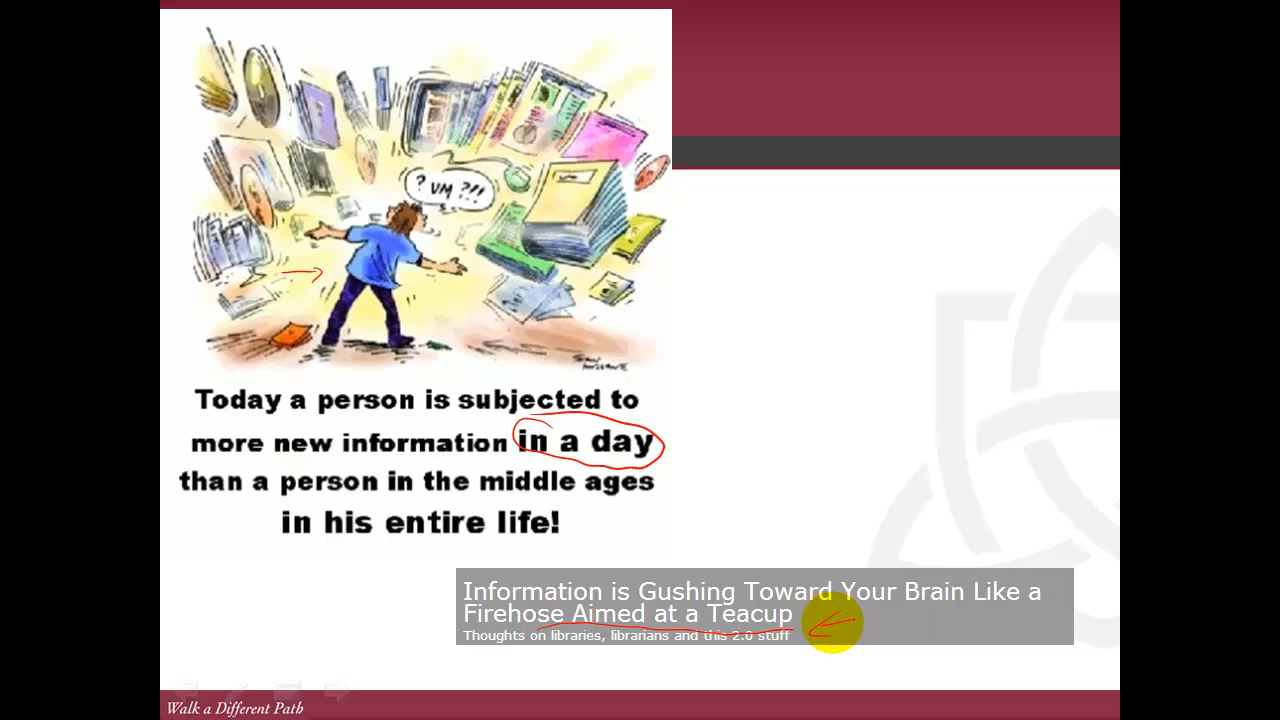 ? UM ?!!
Today a person is subjected to
more new information in a day
than a person in the middle ages
in his entire life!
Information is Gushing Toward Your Brain Like a
Firehose Aimed at a Teacup
Thoughts on libraries, librarians and this 2.0 stuff
Walk a Different Path